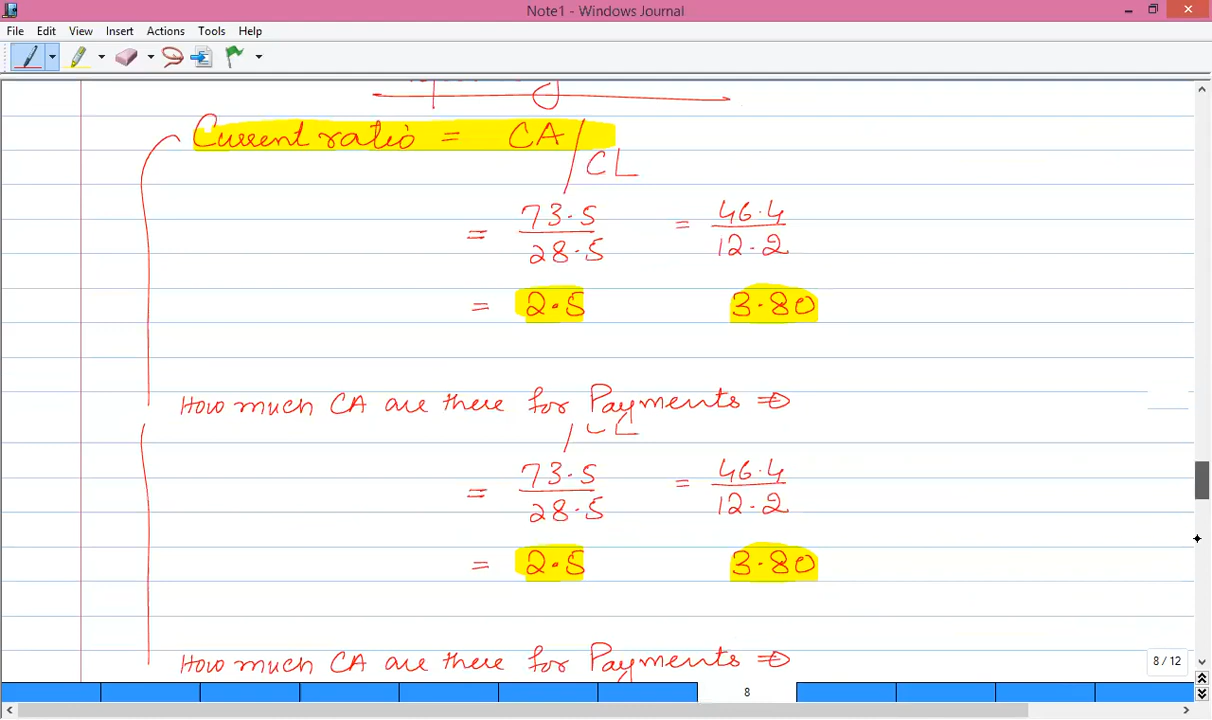 Note1 - Windows Journal
File Edit View Insert Actions Tools Help
Current ratio = CA/CL
= 73.5/28.5 = 46.4/12.2
= 2.5 3.80
How much CA are there for Payments ⇒
= 73.5/28.5 = 46.4/12.2
= 2.5 3.80
How much CA are there for Payments ⇒
8 / 12
8